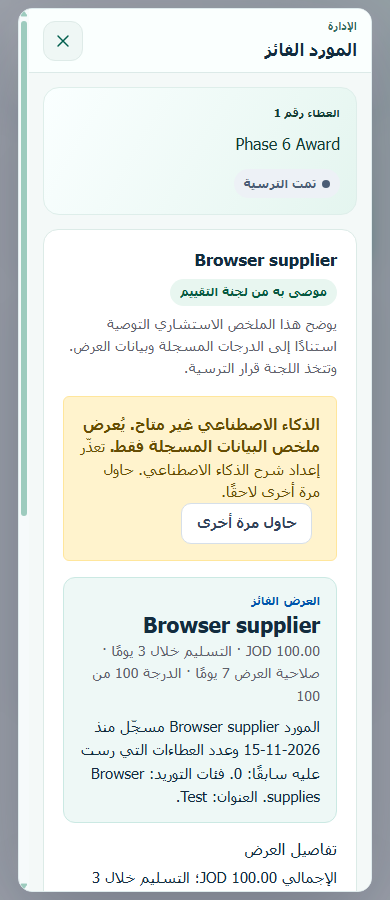 الإدارة
المورد الفائز
العطاء رقم 1
Phase 6 Award
تمت الترسية
Browser supplier
موصى به من لجنة التقييم
يوضح هذا الملخص الاستشاري التوصية
استنادًا إلى الدرجات المسجلة وبيانات العرض.
وتتخذ اللجنة قرار الترسية.
الذكاء الاصطناعي غير متاح. يُعرض
ملخص البيانات المسجلة فقط. تعذّر
إعداد شرح الذكاء الاصطناعي. حاول
مرة أخرى لاحقًا.
حاول مرة أخرى
العرض الفائز
Browser supplier
JOD 100.00 · التسليم خلال 3 يومًا ·
صلاحية العرض 7 يومًا · الدرجة 100 من
100
المورد Browser supplier مسجّل منذ
15-11-2026 وعدد العطاءات التي رست
عليه سابقًا: 0. فئات التوريد: Browser
supplies. العنوان: Test.
تفاصيل العرض
الإجمالي JOD 100.00؛ التسليم خلال 3